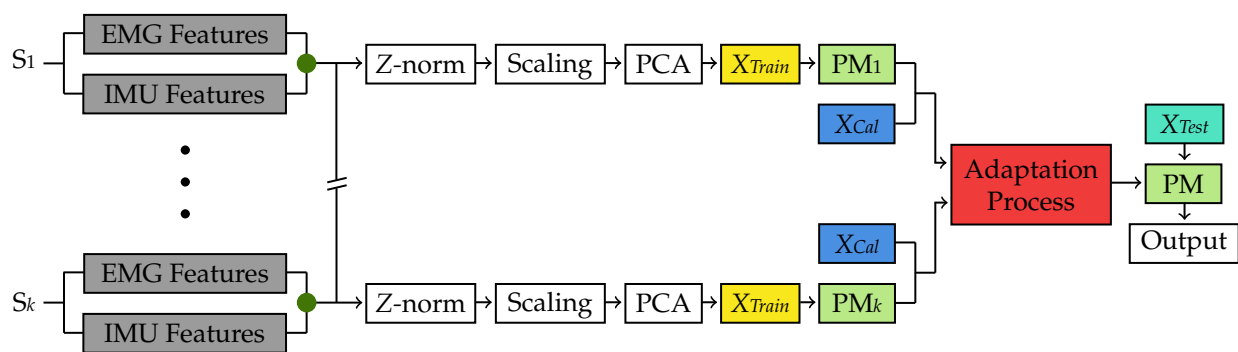 S1
EMG Features
IMU Features
Z-norm
Scaling
PCA
XTrain
PM1
XCal
Adaptation
Process
XTest
PM
Output
Sk
EMG Features
IMU Features
Z-norm
Scaling
PCA
XTrain
XCal
PMk